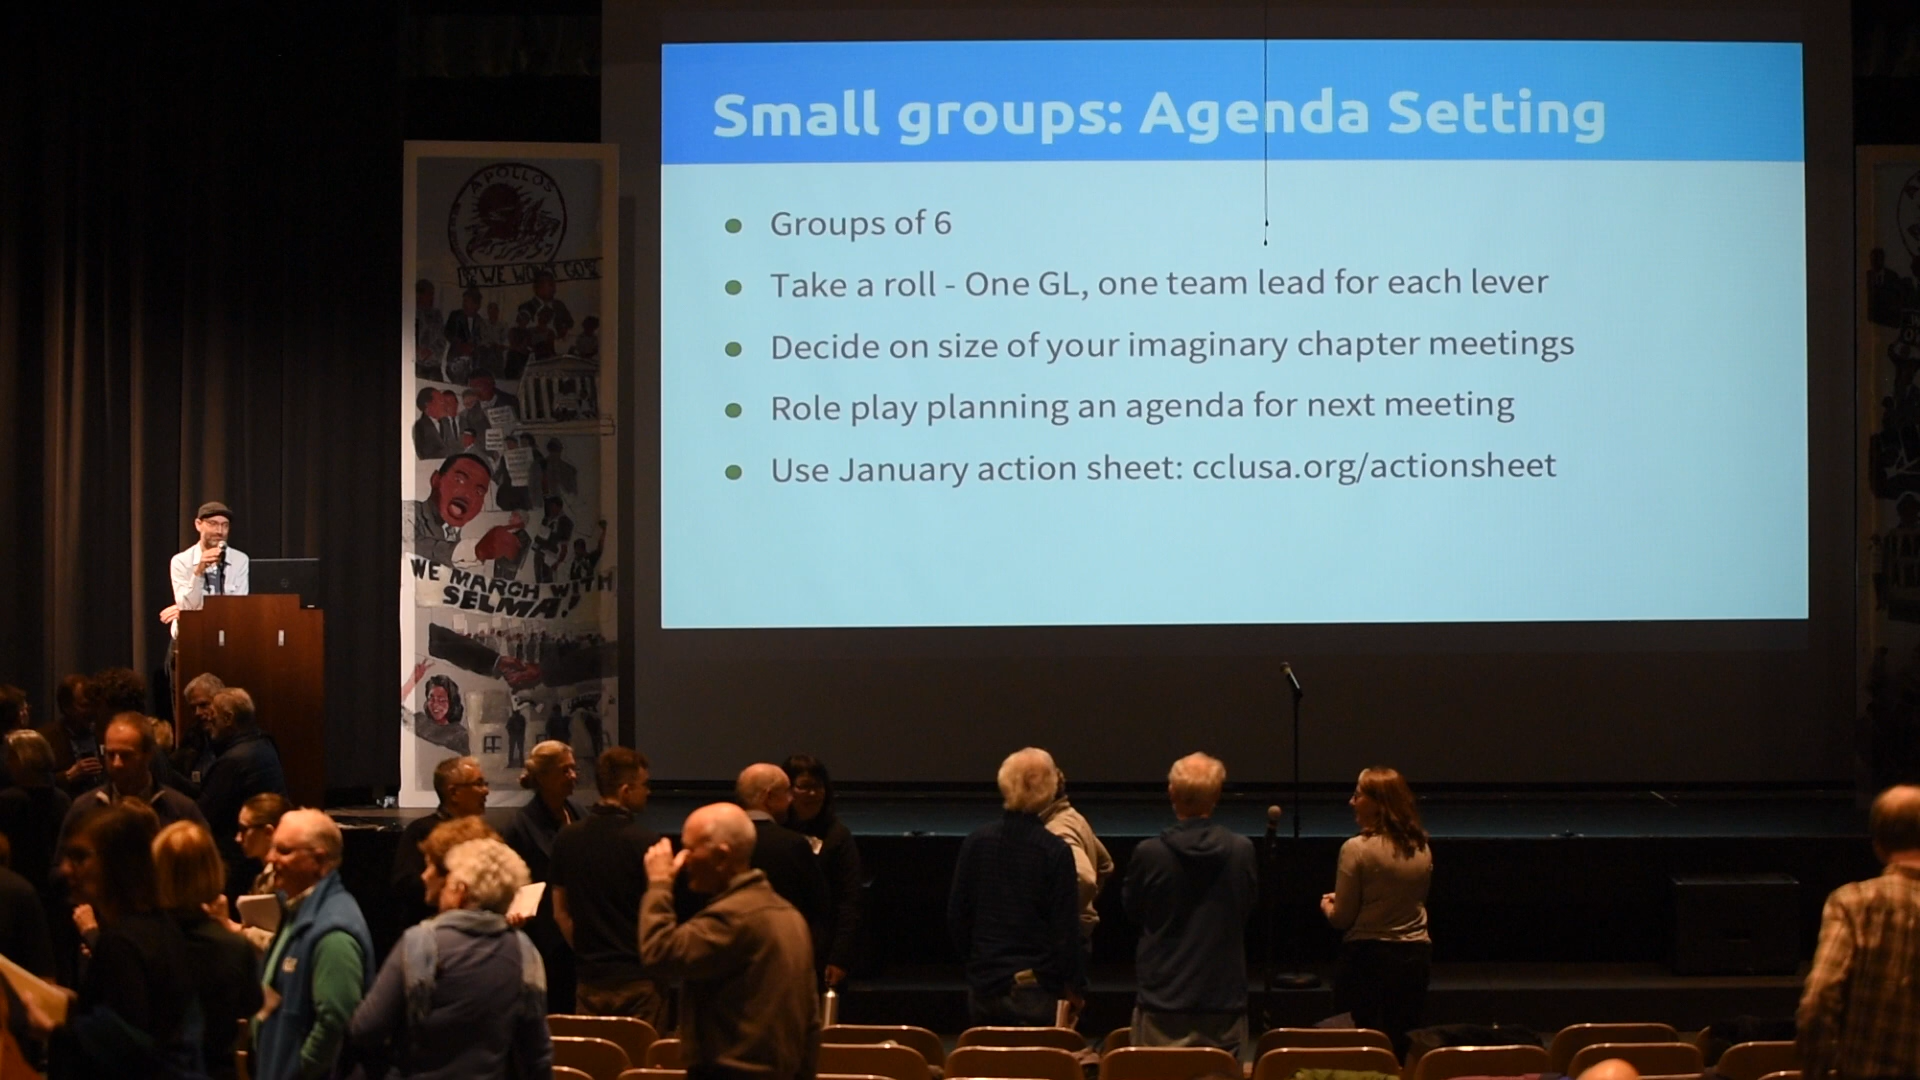 Small groups: Agenda Setting
Groups of 6
Take a roll - One GL, one team lead for each lever
Decide on size of your imaginary chapter meetings
Role play planning an agenda for next meeting
Use January action sheet: cclusa.org/actionsheet
APOLLOS
WE MARCH WITH
SELMA!